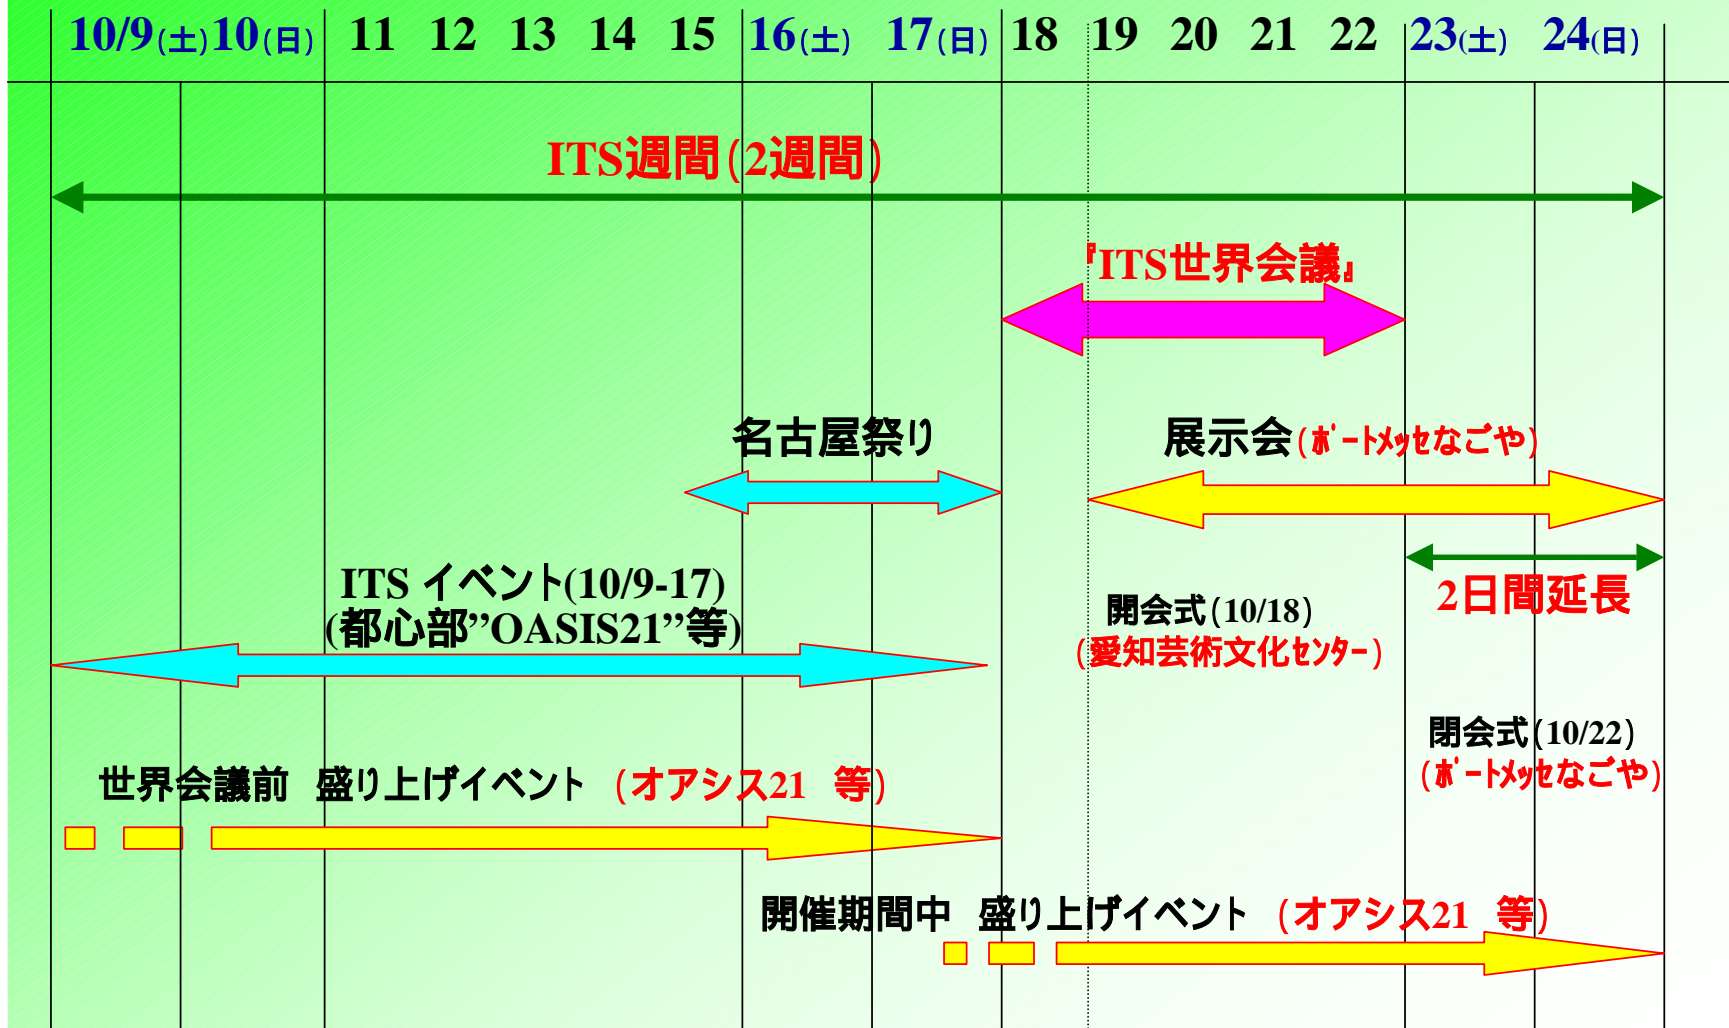 10/9(土) 10(日) 11 12 13 14 15 16(土) 17(日) 18 19 20 21 22 23(土) 24(日)
ITS週間(2週間)
『ITS世界会議』
名古屋祭り
展示会(ﾎﾟｰﾄﾒｯｾなごや)
2日間延長
ITS イベント(10/9-17)
(都心部”OASIS21”等)
開会式(10/18)
(愛知芸術文化ｾﾝﾀｰ)
閉会式(10/22)
(ﾎﾟｰﾄﾒｯｾなごや)
世界会議前　盛り上げイベント　(オアシス21　等)
開催期間中　盛り上げイベント　(オアシス21　等)